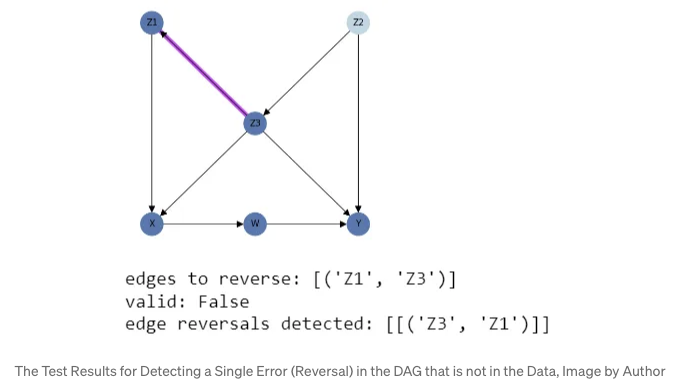 Z1
Z2
Z3
X
W
Y
edges to reverse: [('Z1', 'Z3')]
valid: False
edge reversals detected: [[('Z3', 'Z1')]]
The Test Results for Detecting a Single Error (Reversal) in the DAG that is not in the Data, Image by Author